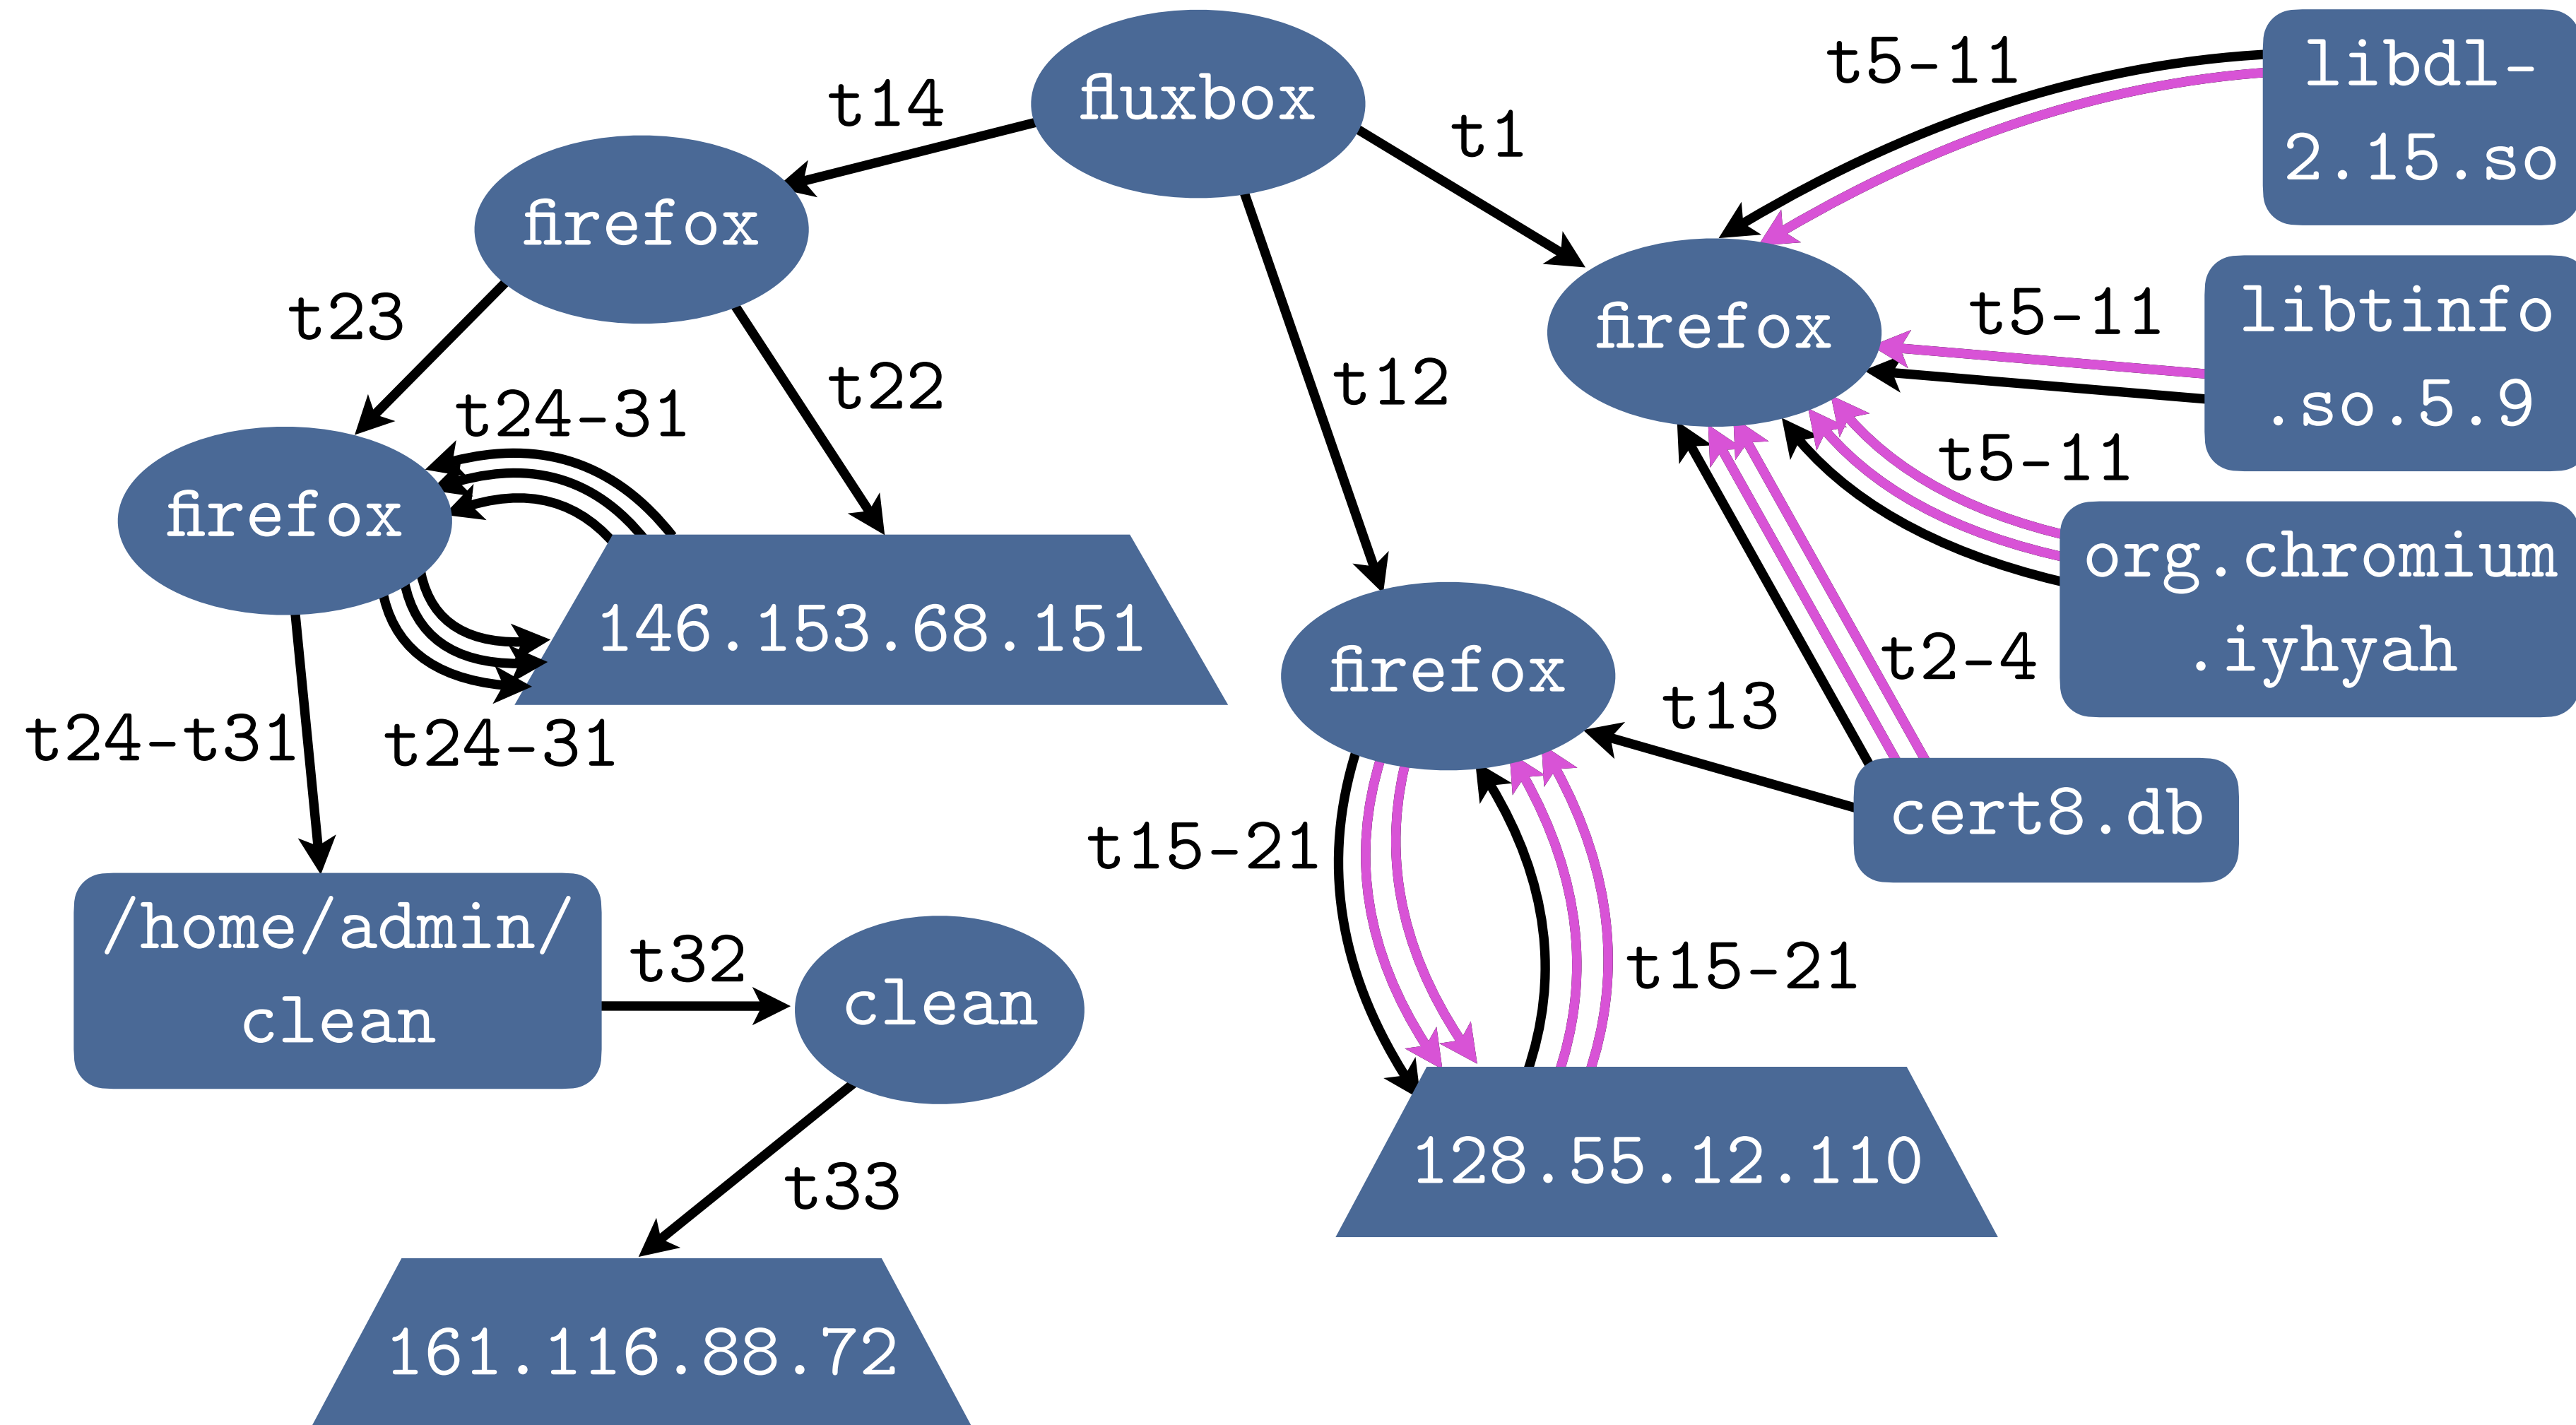 fluxbox
t14
t1
t5-11
libdl-
2.15.so
firefox
t23
t22
t12
firefox
t5-11
libtinfo
.so.5.9
t24-31
firefox
146.153.68.151
t5-11
org.chromium
.iyhyah
firefox
t2-4
t13
cert8.db
t24-t31
t24-31
t15-21
t15-21
/home/admin/
clean
t32
clean
128.55.12.110
t33
161.116.88.72